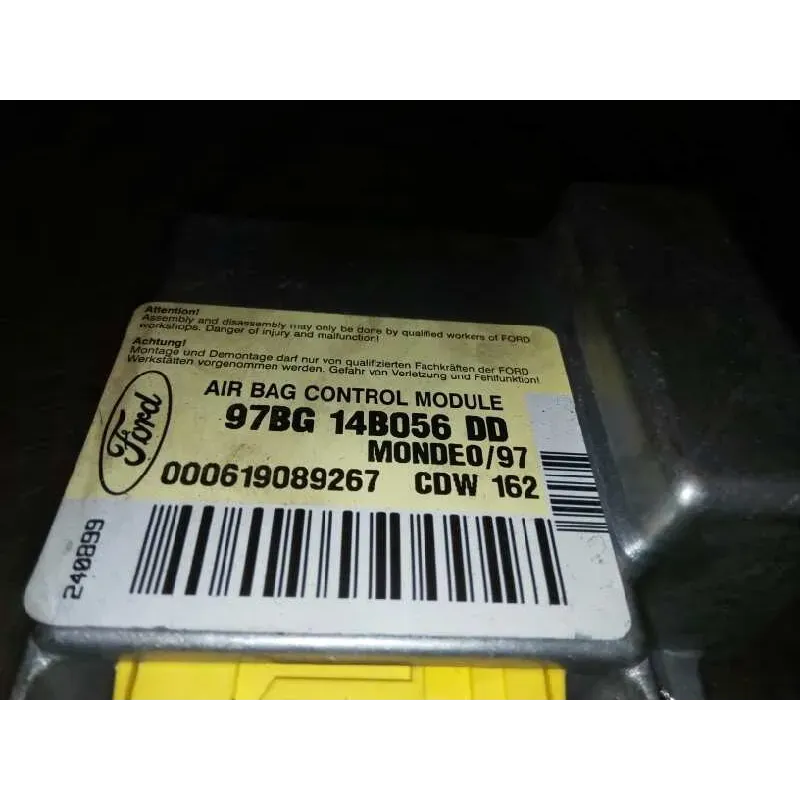 Attention!
Assembly and disassembly may only be done by qualified workers of FORD
workshops. Danger of injury and malfunction!
Achtung!
Montage und Demontage darf nur von qualifzierten Fachkräften der FORD
Werkstätten vorgenommen werden. Gefahr von Verletzung und Fehlfunktion!
Ford
AIR BAG CONTROL MODULE
97BG 14B056 DD
MONDEO/97
000619089267 CDW 162
240899